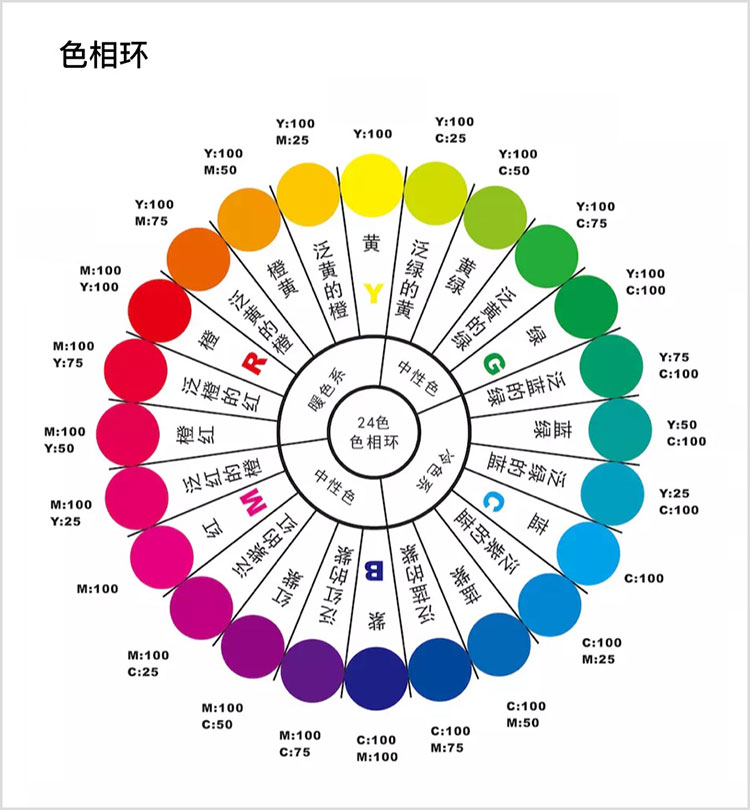 色相环
Y:100
Y:100
C:25
Y:100
C:50
Y:100
C:75
Y:100
C:100
Y:75
C:100
Y:50
C:100
Y:25
C:100
C:100
C:100
M:25
C:100
M:50
C:100
M:75
C:100
M:100
M:100
C:75
M:100
C:50
M:100
C:25
M:100
M:100
Y:25
M:100
Y:50
M:100
Y:75
M:100
Y:100
Y:100
M:75
Y:100
M:50
Y:100
M:25
黄
泛绿的黄
黄绿
泛黄的绿
绿
泛蓝的绿
蓝绿
泛绿的蓝
蓝
泛紫的蓝
蓝紫
泛蓝的紫
紫
泛红的紫
红紫
泛紫的红
红
泛红的橙
橙红
泛橙的红
橙
泛黄的橙
橙黄
泛黄的橙
Y
G
C
B
M
R
暖色系
中性色
冷色系
中性色
24色
色相环